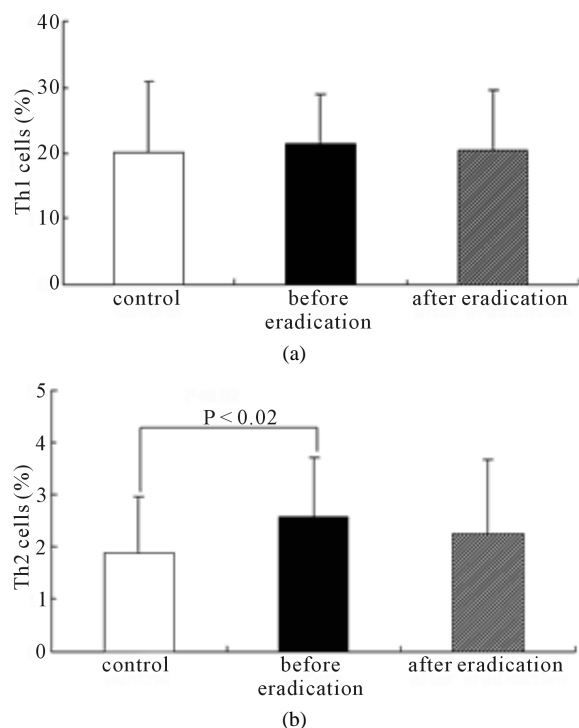 40
30
20
10
0
Th1 cells (%)
control
before
eradication
after eradication
(a)
5
4
3
2
1
0
Th2 cells (%)
P < 0.02
control
before
eradication
after eradication
(b)